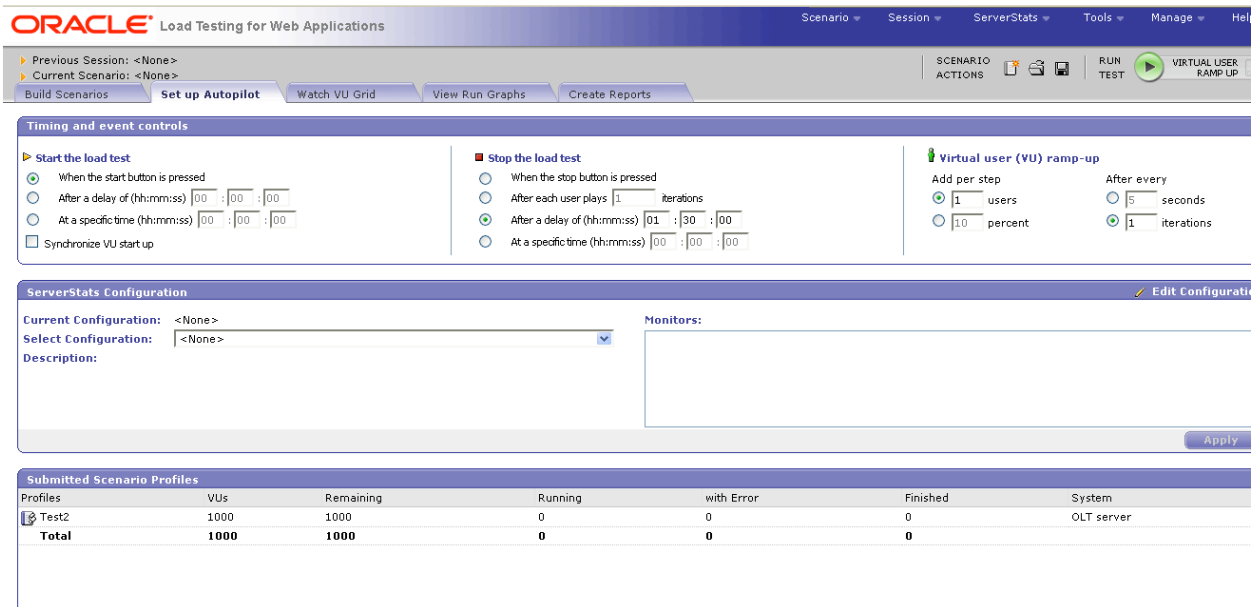 ORACLE Load Testing for Web Applications
Scenario Session ServerStats Tools Manage Help
Previous Session: <None>
Current Scenario: <None>
SCENARIO ACTIONS RUN TEST VIRTUAL USER RAMP UP
Build Scenarios Set up Autopilot Watch VU Grid View Run Graphs Create Reports
Timing and event controls
Start the load test
When the start button is pressed
After a delay of (hh:mm:ss) 00 : 00 : 00
At a specific time (hh:mm:ss) 00 : 00 : 00
Synchronize VU start up
Stop the load test
When the stop button is pressed
After each user plays 1 iterations
After a delay of (hh:mm:ss) 01 : 30 : 00
At a specific time (hh:mm:ss) 00 : 00 : 00
Virtual user (VU) ramp-up
Add per step After every
1 users 5 seconds
10 percent 1 iterations
ServerStats Configuration Edit Configuratio
Current Configuration: <None>
Select Configuration: <None>
Description:
Monitors:
Apply
Submitted Scenario Profiles
Profiles VUs Remaining Running with Error Finished System
Test2 1000 1000 0 0 0 OLT server
Total 1000 1000 0 0 0